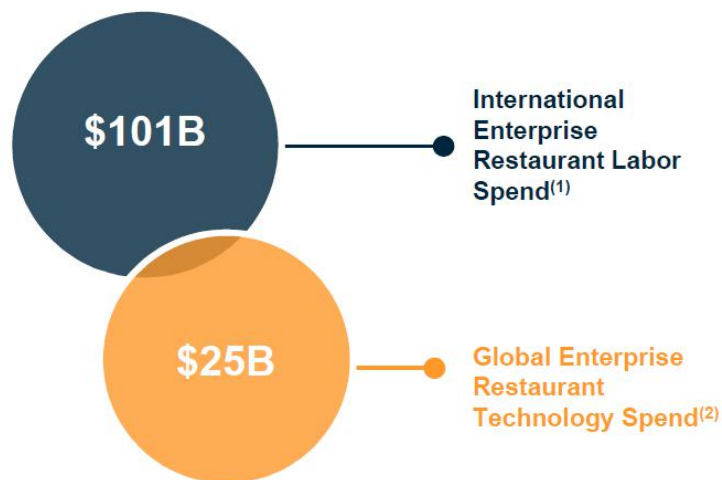 $101B
International
Enterprise
Restaurant Labor
Spend(1)
$25B
Global Enterprise
Restaurant
Technology Spend(2)